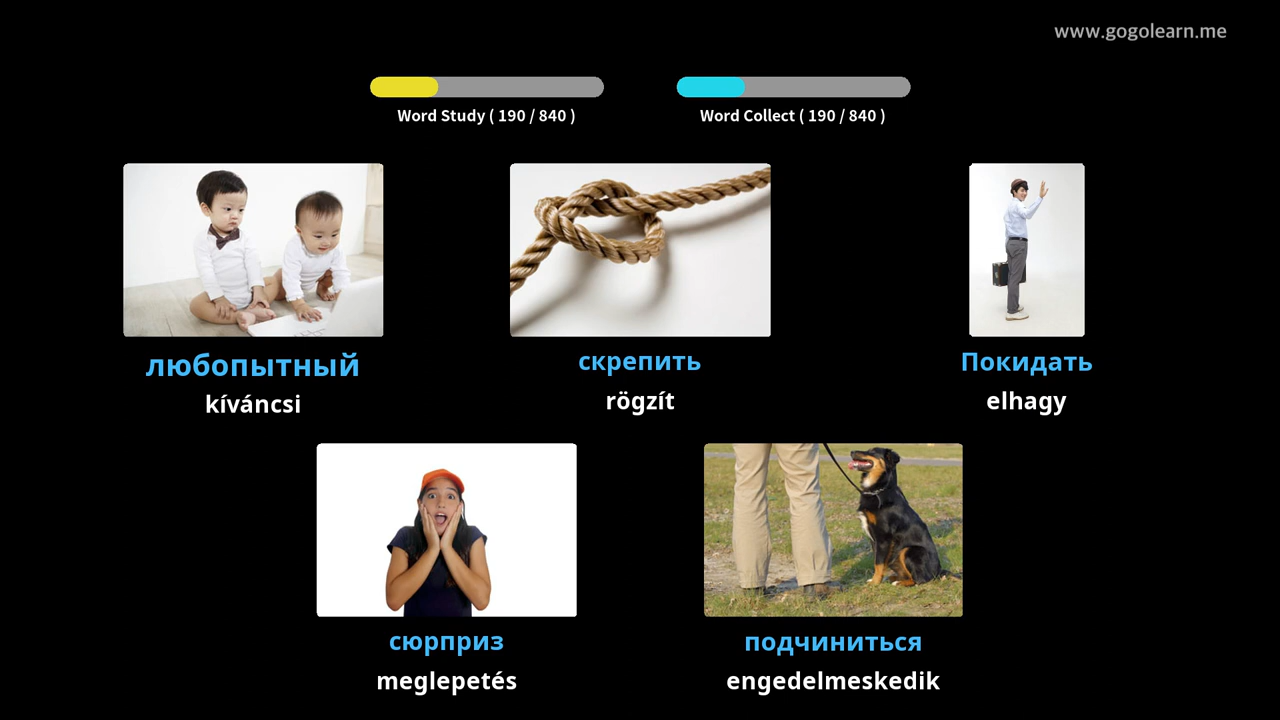 www.gogolearn.me
Word Study ( 190 / 840 )
Word Collect ( 190 / 840 )
любопытный
kíváncsi
скрепить
rögzít
Покидать
elhagy
сюрприз
meglepetés
подчиниться
engedelmeskedik